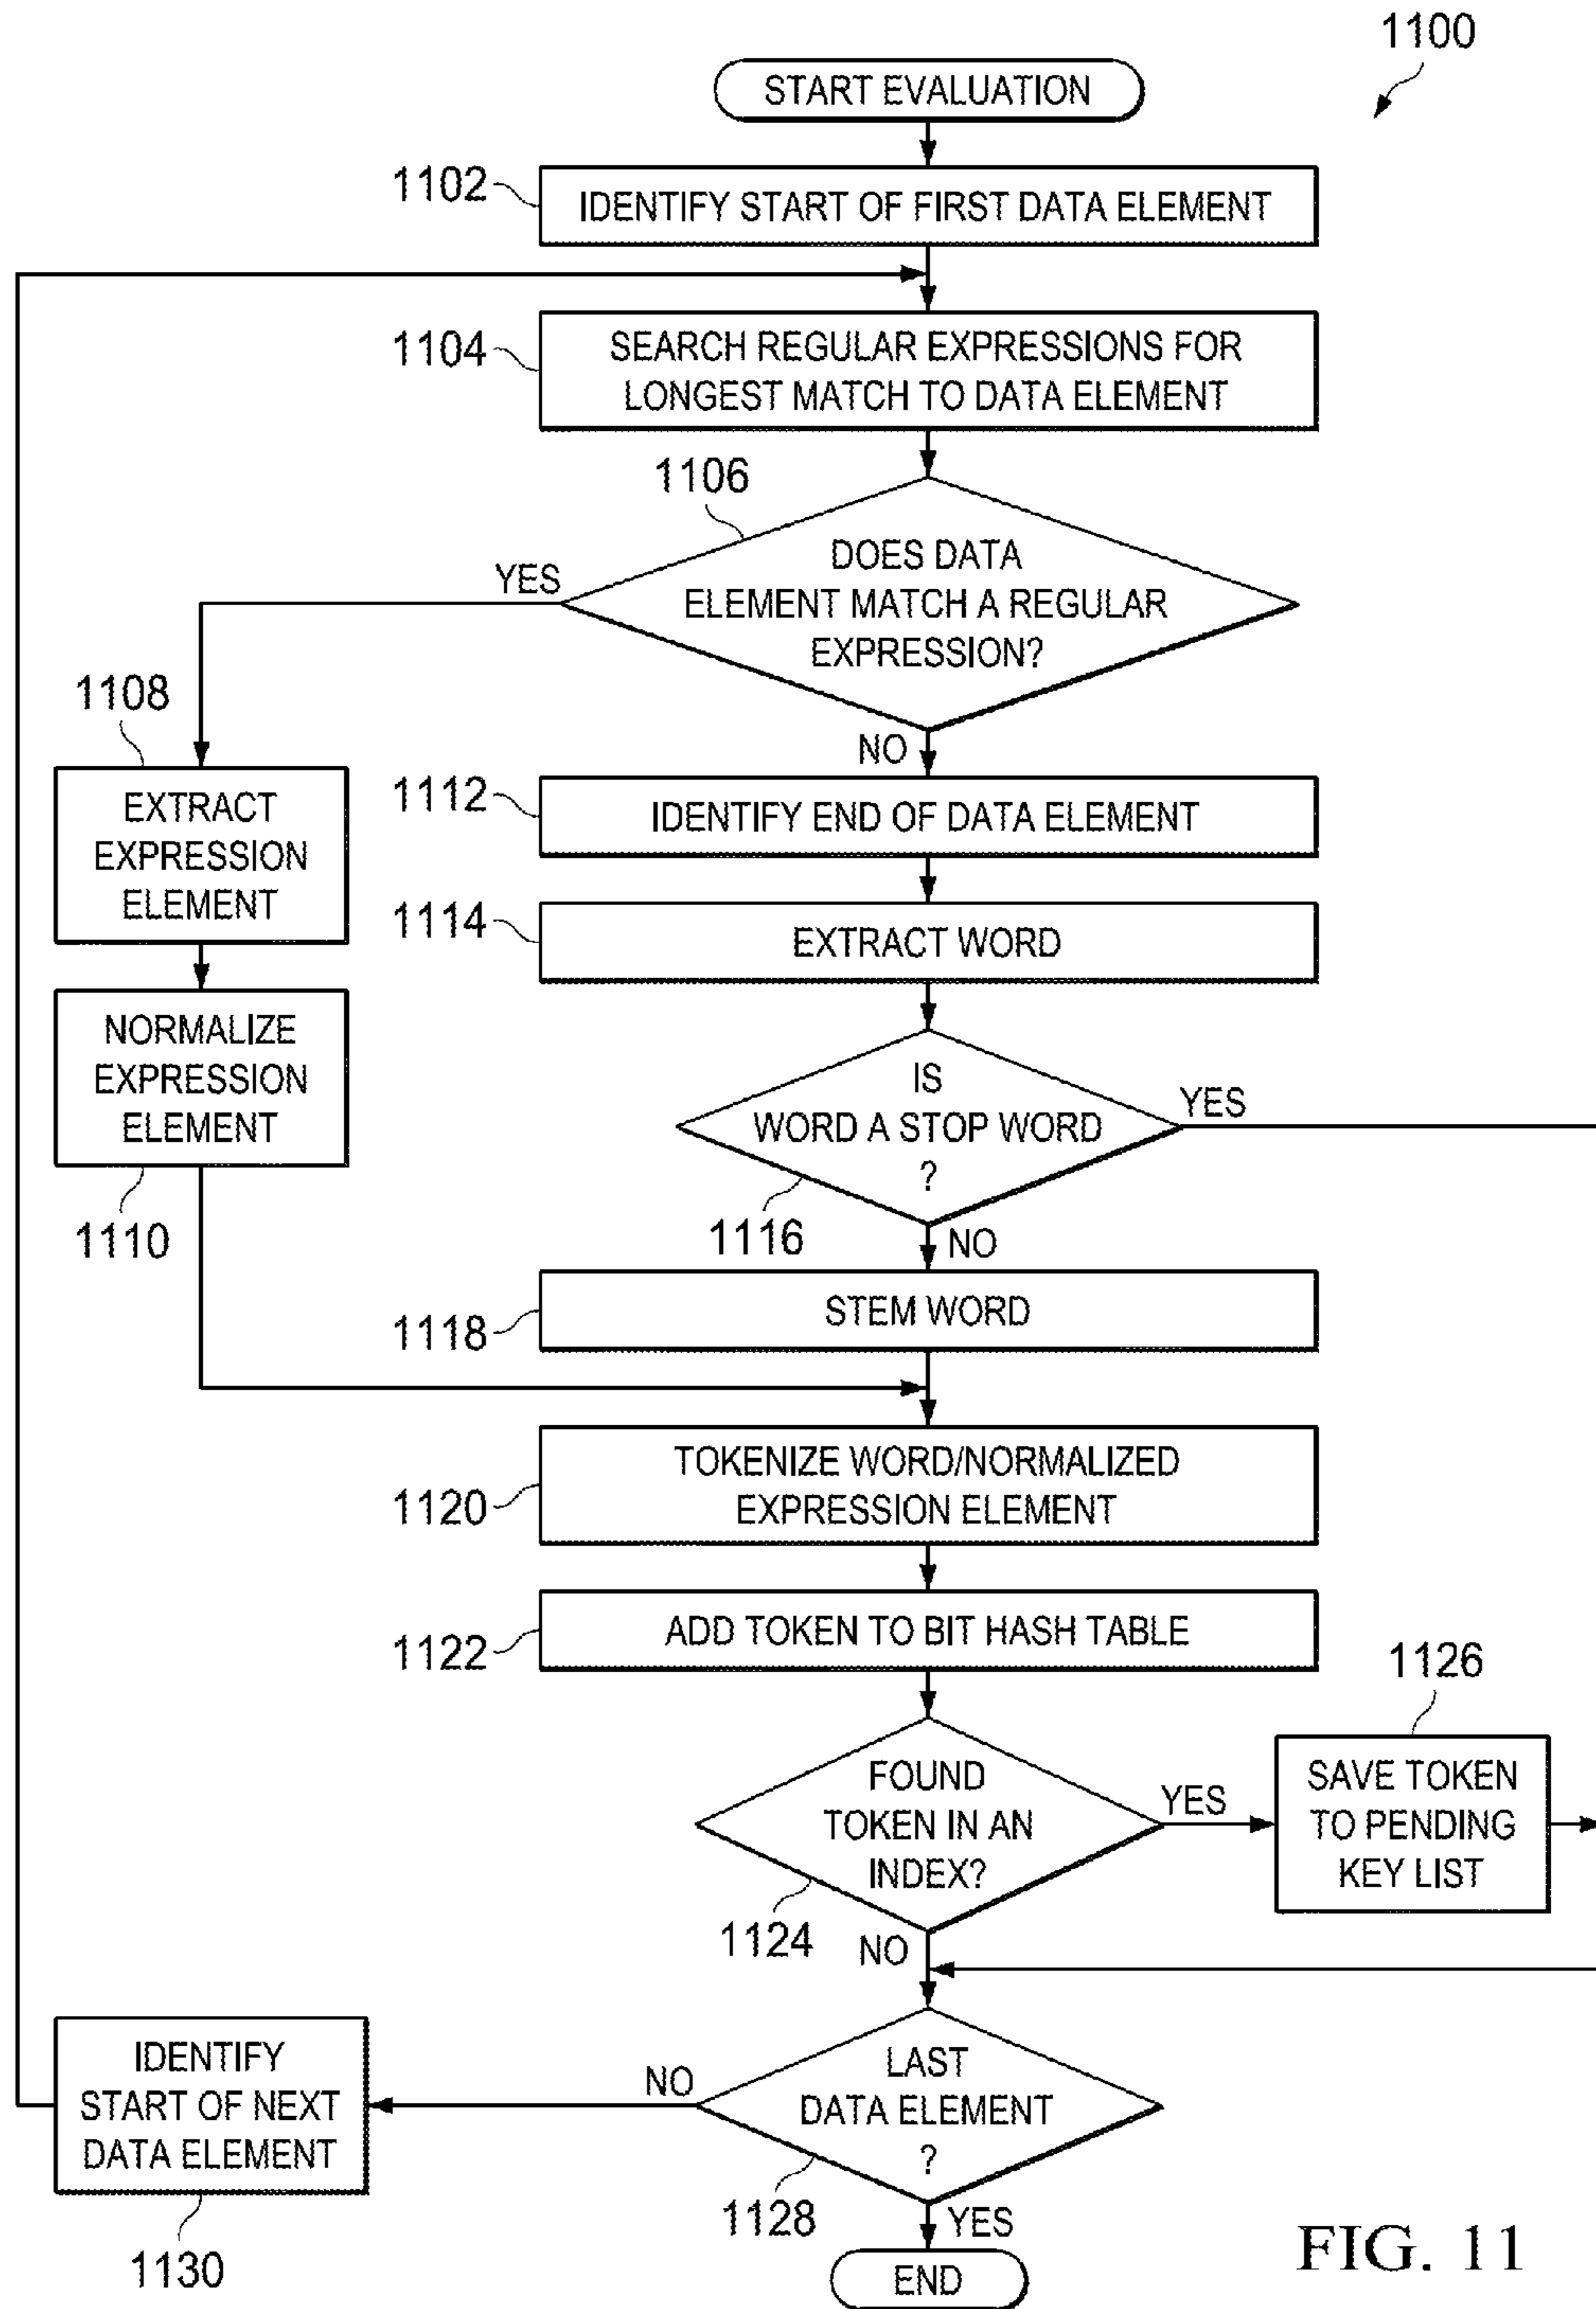 1100
START EVALUATION
1102
IDENTIFY START OF FIRST DATA ELEMENT
1104
SEARCH REGULAR EXPRESSIONS FOR
LONGEST MATCH TO DATA ELEMENT
1106
DOES DATA
ELEMENT MATCH A REGULAR
EXPRESSION?
YES
NO
1108
EXTRACT
EXPRESSION
ELEMENT
NORMALIZE
EXPRESSION
ELEMENT
1110
1112
IDENTIFY END OF DATA ELEMENT
1114
EXTRACT WORD
IS
WORD A STOP WORD
?
YES
1116
NO
1118
STEM WORD
1120
TOKENIZE WORD/NORMALIZED
EXPRESSION ELEMENT
1122
ADD TOKEN TO BIT HASH TABLE
FOUND
TOKEN IN AN
INDEX?
YES
1124
NO
1126
SAVE TOKEN
TO PENDING
KEY LIST
LAST
DATA ELEMENT
?
NO
1128
YES
IDENTIFY
START OF NEXT
DATA ELEMENT
1130
END
FIG. 11